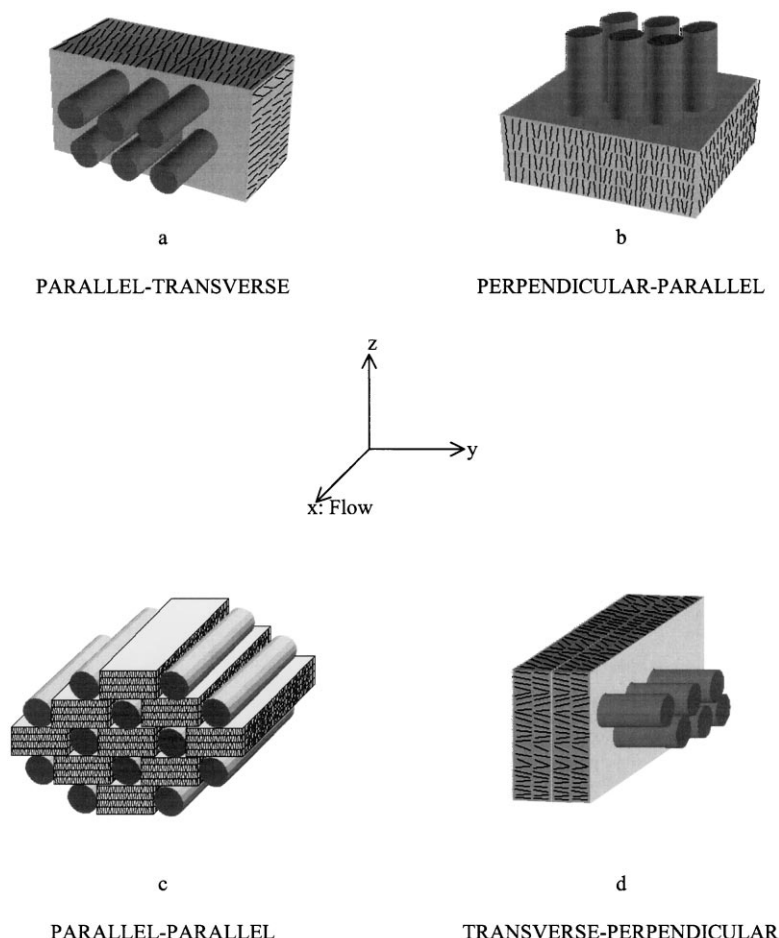 a
b
PARALLEL-TRANSVERSE
PERPENDICULAR-PARALLEL
z
y
x: Flow
c
d
PARALLEL-PARALLEL
TRANSVERSE-PERPENDICULAR